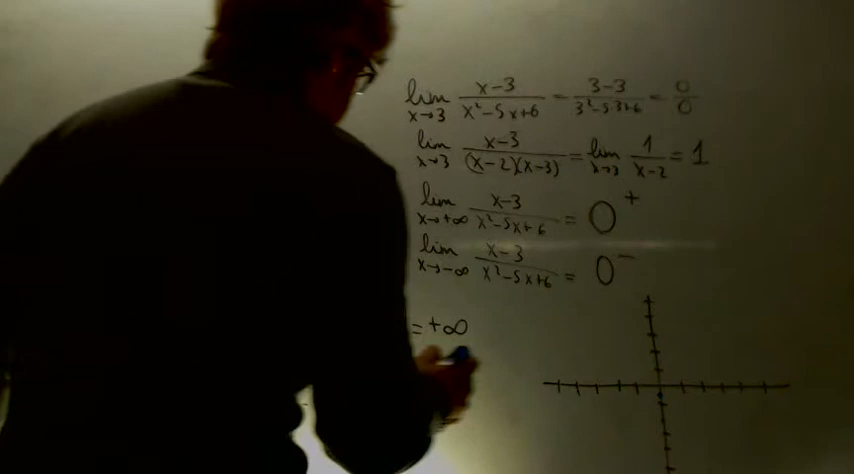 lim x→3 x-3 / x²-5x+6 = 3-3 / 3²-5·3+6 = 0/0
lim x→3 x-3 / (x-2)(x-3) = lim x→3 1 / x-2 = 1
lim x→+∞ x-3 / x²-5x+6 = 0⁺
lim x→-∞ x-3 / x²-5x+6 = 0⁻
= +∞